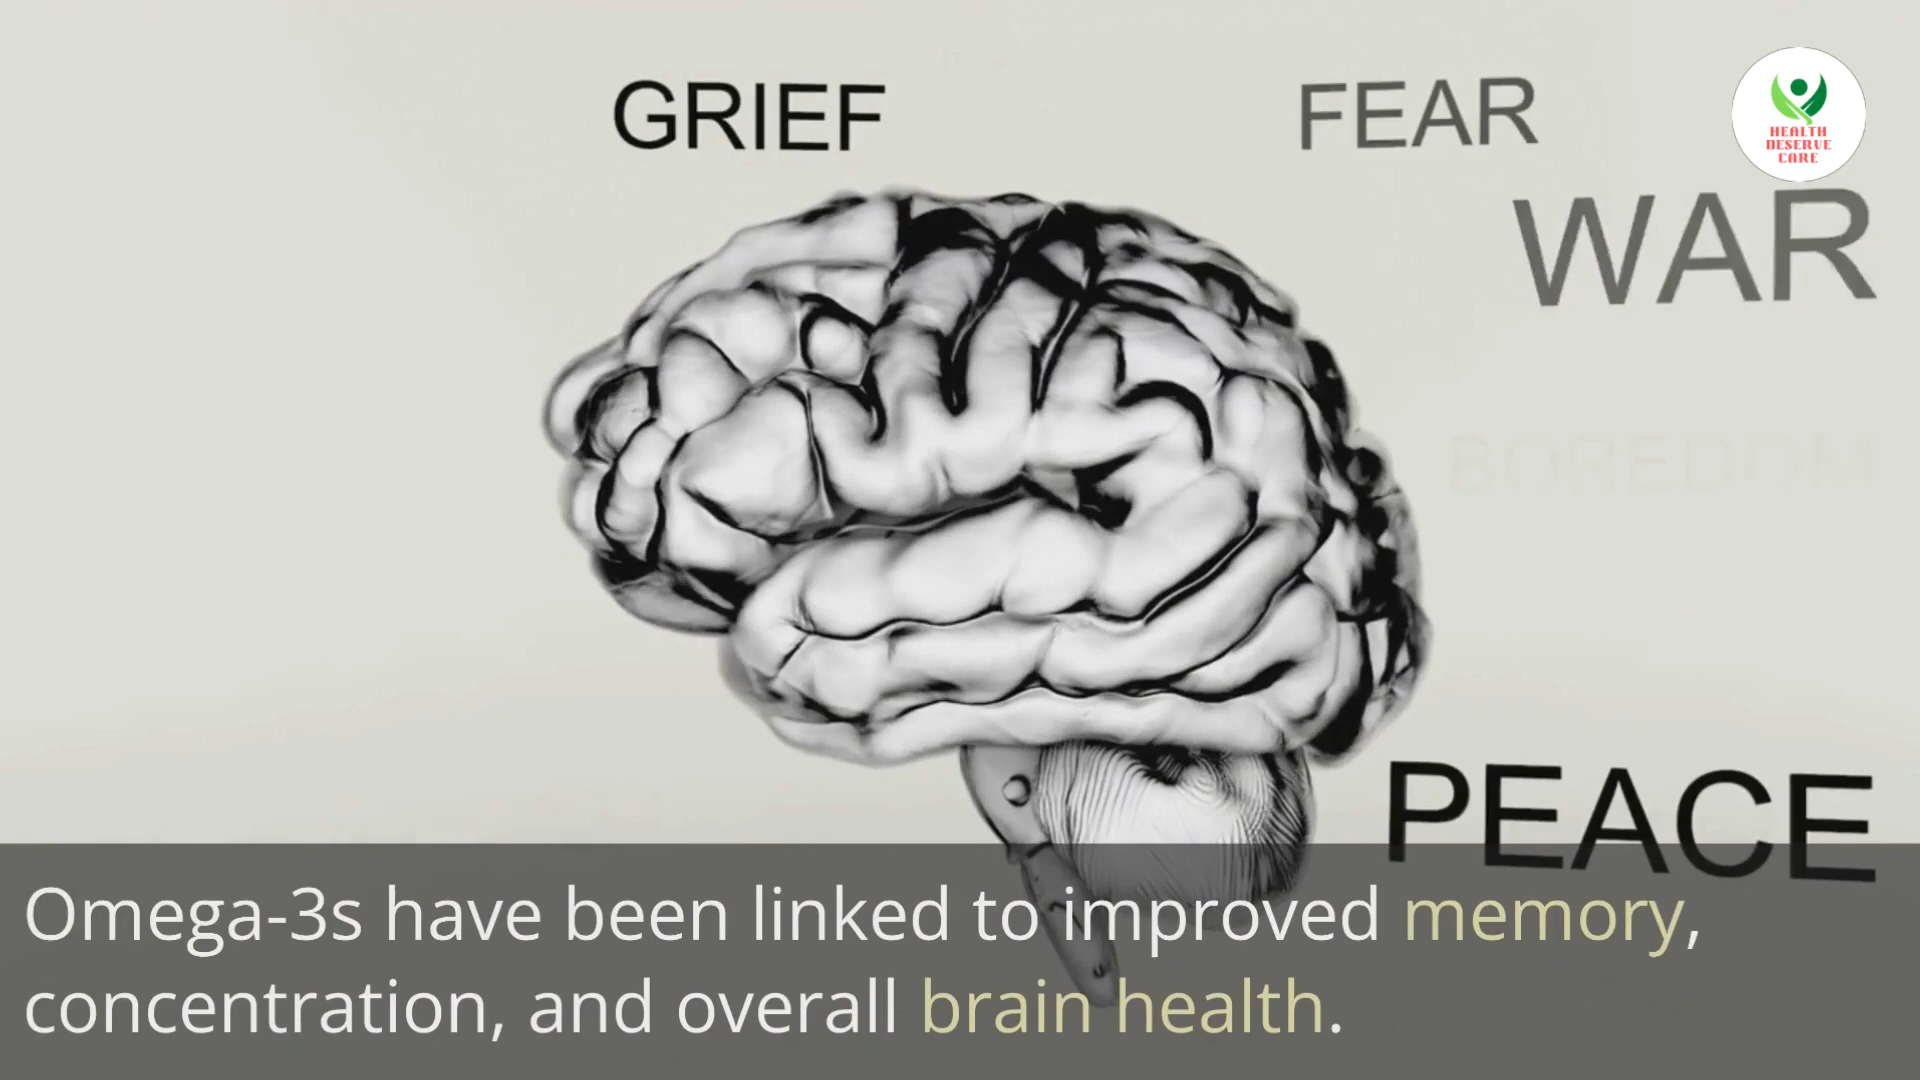 GRIEF
FEAR
HEALTH
DESERVE
CARE
WAR
BOREDOM
PEACE
Omega-3s have been linked to improved memory,
concentration, and overall brain health.